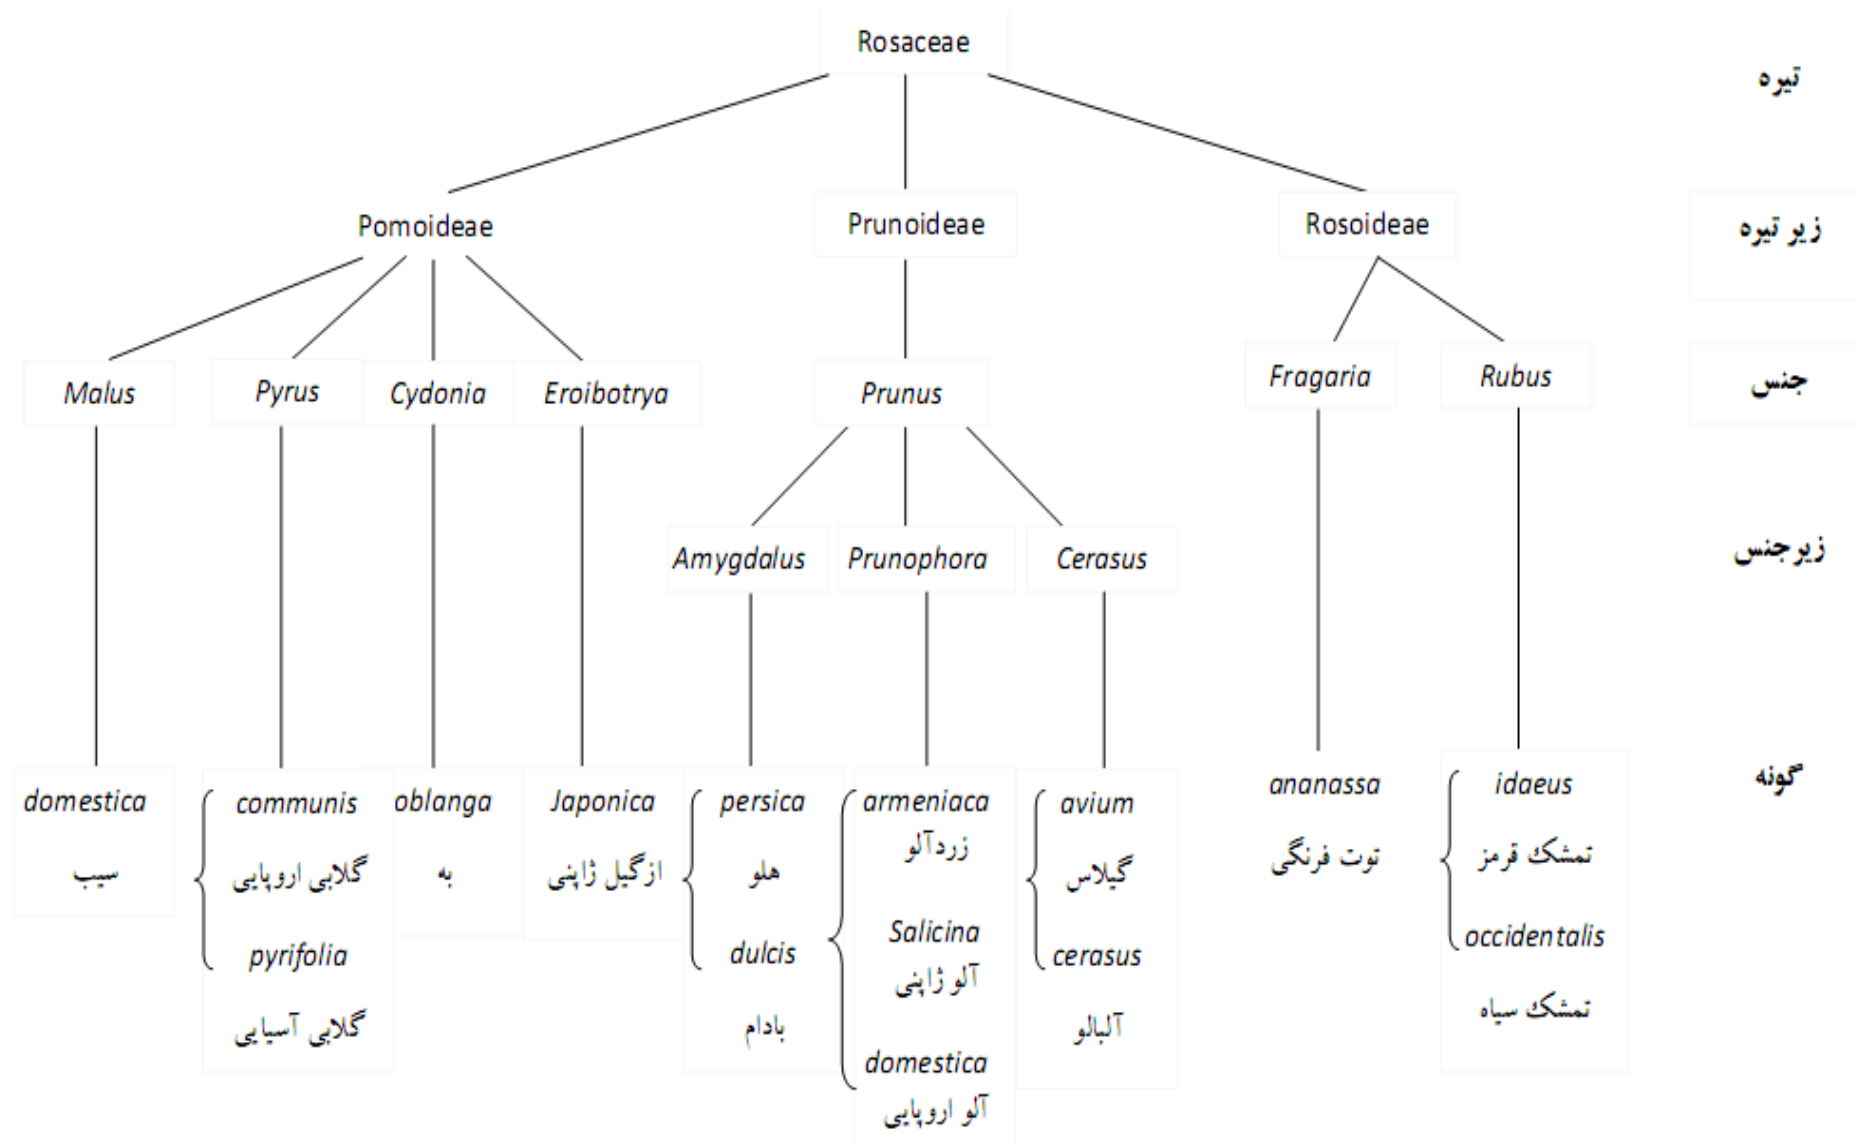 Rosaceae
تیره
Pomoideae
Prunoideae
Rosoideae
زیر تیره
Malus
Pyrus
Cydonia
Eroibotrya
Prunus
Fragaria
Rubus
جنس
Amygdalus
Prunophora
Cerasus
زیرجنس
domestica
سیب
communis
گلابی اروپایی
pyrifolia
گلابی آسیایی
oblanga
به
Japonica
ازگیل ژاپنی
persica
هلو
dulcis
بادام
armeniaca
زردآلو
Salicina
آلو ژاپنی
domestica
آلو اروپایی
avium
گیلاس
cerasus
آلبالو
ananassa
توت فرنگی
idaeus
تمشک قرمز
occidentalis
تمشک سیاه
گونه